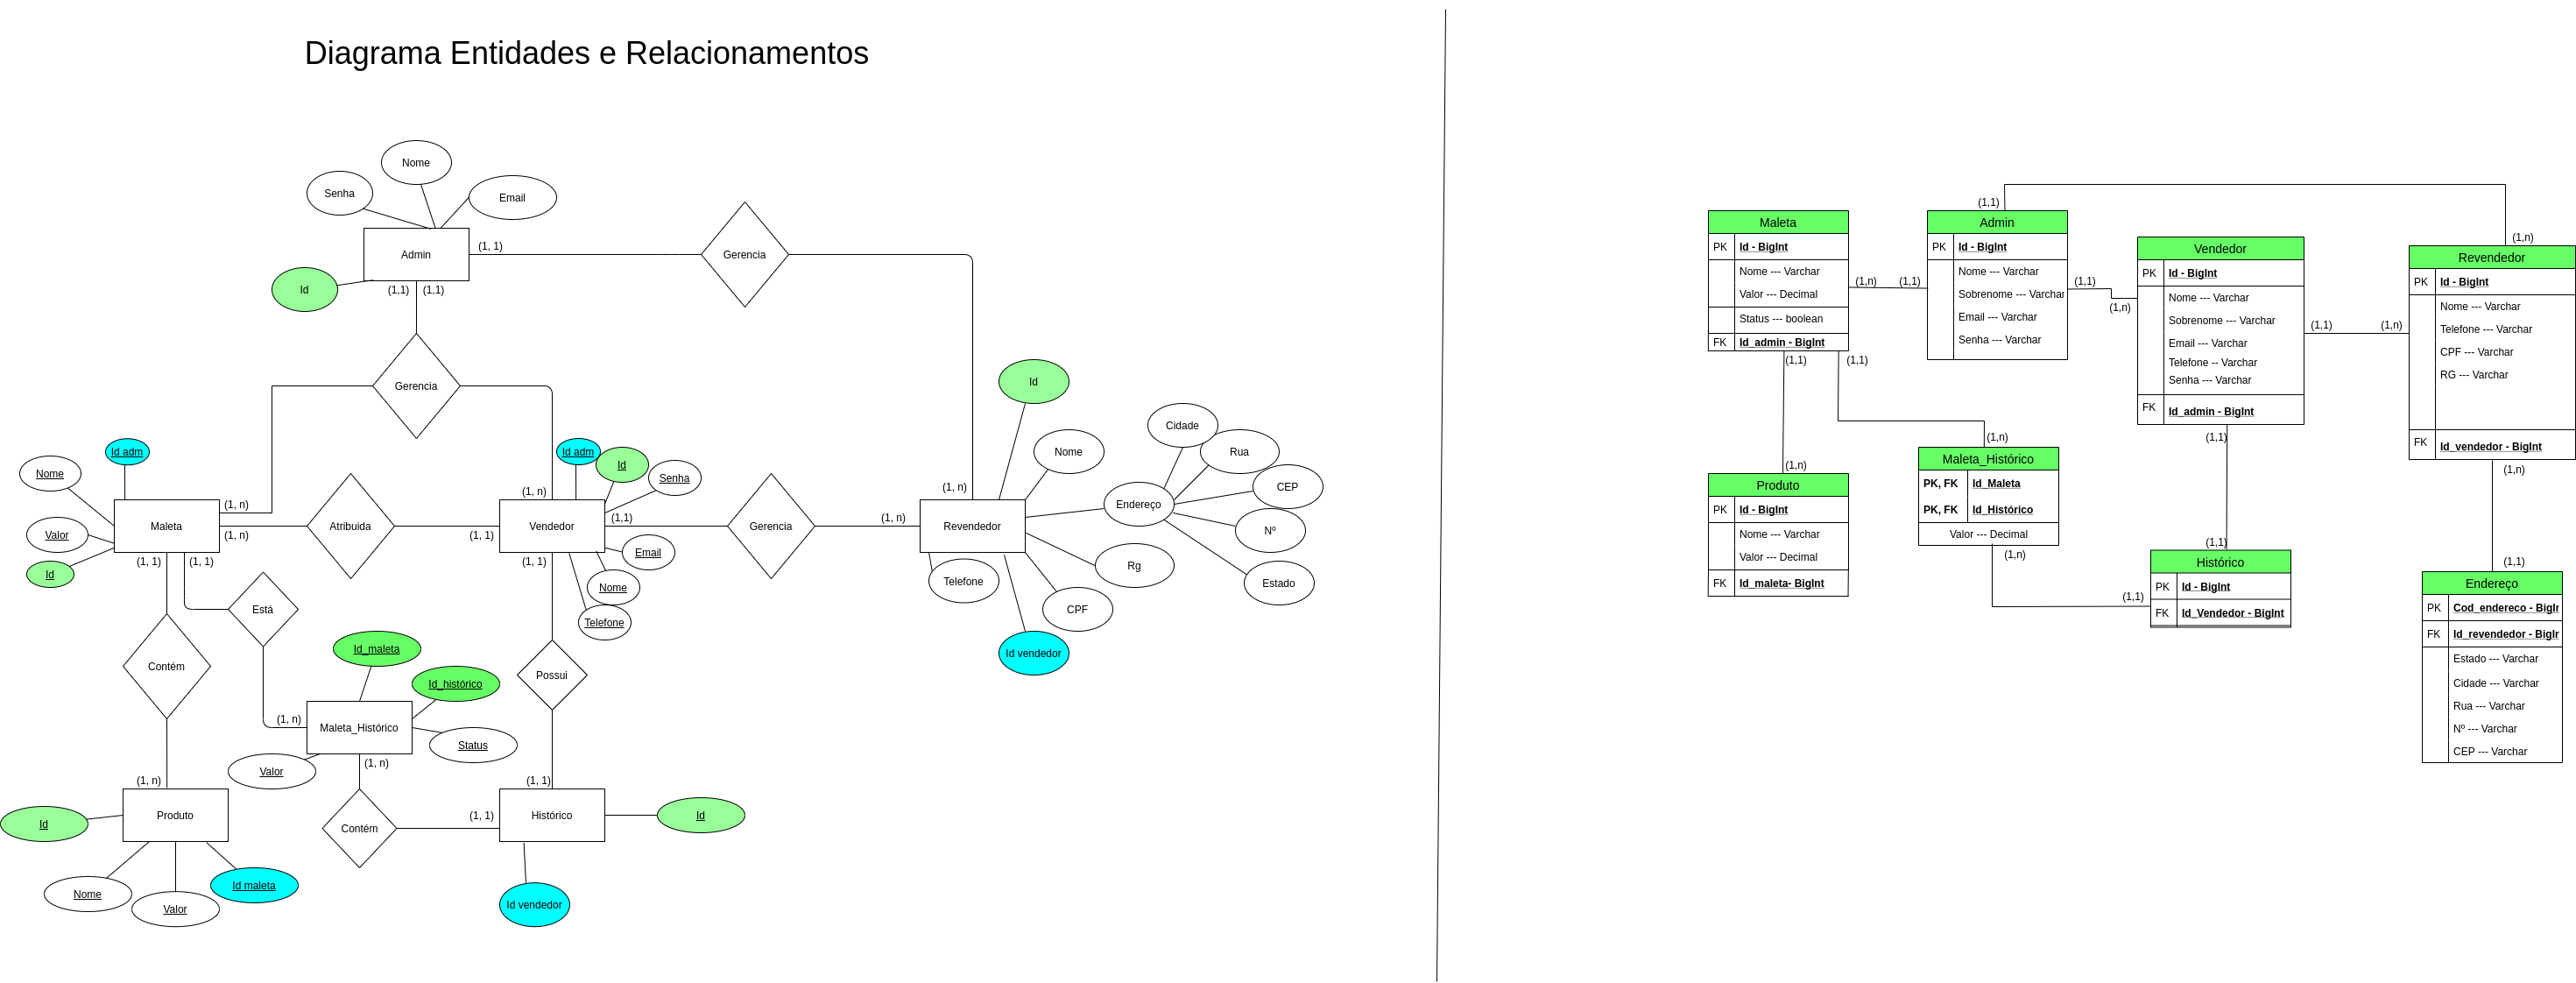 Diagrama Entidades e Relacionamentos
Nome
Senha
Email
Admin
Id
(1, 1)
(1,1)
(1,1)
Gerencia
Gerencia
Id adm
Nome
Valor
Id
Maleta
(1, n)
(1, n)
(1, 1)
(1, 1)
Atribuida
(1, 1)
(1, n)
Id adm
Id
Senha
Vendedor
(1,1)
(1, 1)
Email
Nome
Telefone
Gerencia
(1, n)
(1, n)
Id
Nome
Revendedor
Endereço
Cidade
Rua
CEP
Nº
Estado
Rg
CPF
Telefone
Id vendedor
Está
Contém
Id_maleta
Id_histórico
Status
Maleta_Histórico
Valor
(1, n)
(1, n)
Possui
(1, n)
Produto
Id
Nome
Valor
Id maleta
Contém
(1, 1)
(1, 1)
Histórico
Id
Id vendedor
Maleta
PK Id - BigInt
Nome --- Varchar
Valor --- Decimal
Status --- boolean
FK Id_admin - BigInt
(1,n)
(1,1)
(1,1)
(1,1)
(1,1)
Admin
PK Id - BigInt
Nome --- Varchar
Sobrenome --- Varchar
Email --- Varchar
Senha --- Varchar
(1,1)
(1,n)
Vendedor
PK Id - BigInt
Nome --- Varchar
Sobrenome --- Varchar
Email --- Varchar
Telefone -- Varchar
Senha --- Varchar
FK Id_admin - BigInt
(1,1)
(1,n)
(1,1)
(1,n)
Revendedor
PK Id - BigInt
Nome --- Varchar
Telefone --- Varchar
CPF --- Varchar
RG --- Varchar
FK Id_vendedor - BigInt
(1,n)
(1,n)
Produto
PK Id - BigInt
Nome --- Varchar
Valor --- Decimal
FK Id_maleta- BigInt
(1,n)
Maleta_Histórico
PK, FK Id_Maleta
PK, FK Id_Histórico
Valor --- Decimal
(1,n)
(1,1)
(1,1)
Histórico
PK Id - BigInt
FK Id_Vendedor - BigInt
(1,1)
Endereço
PK Cod_endereco - BigIr
FK Id_revendedor - BigIr
Estado --- Varchar
Cidade --- Varchar
Rua --- Varchar
Nº --- Varchar
CEP --- Varchar